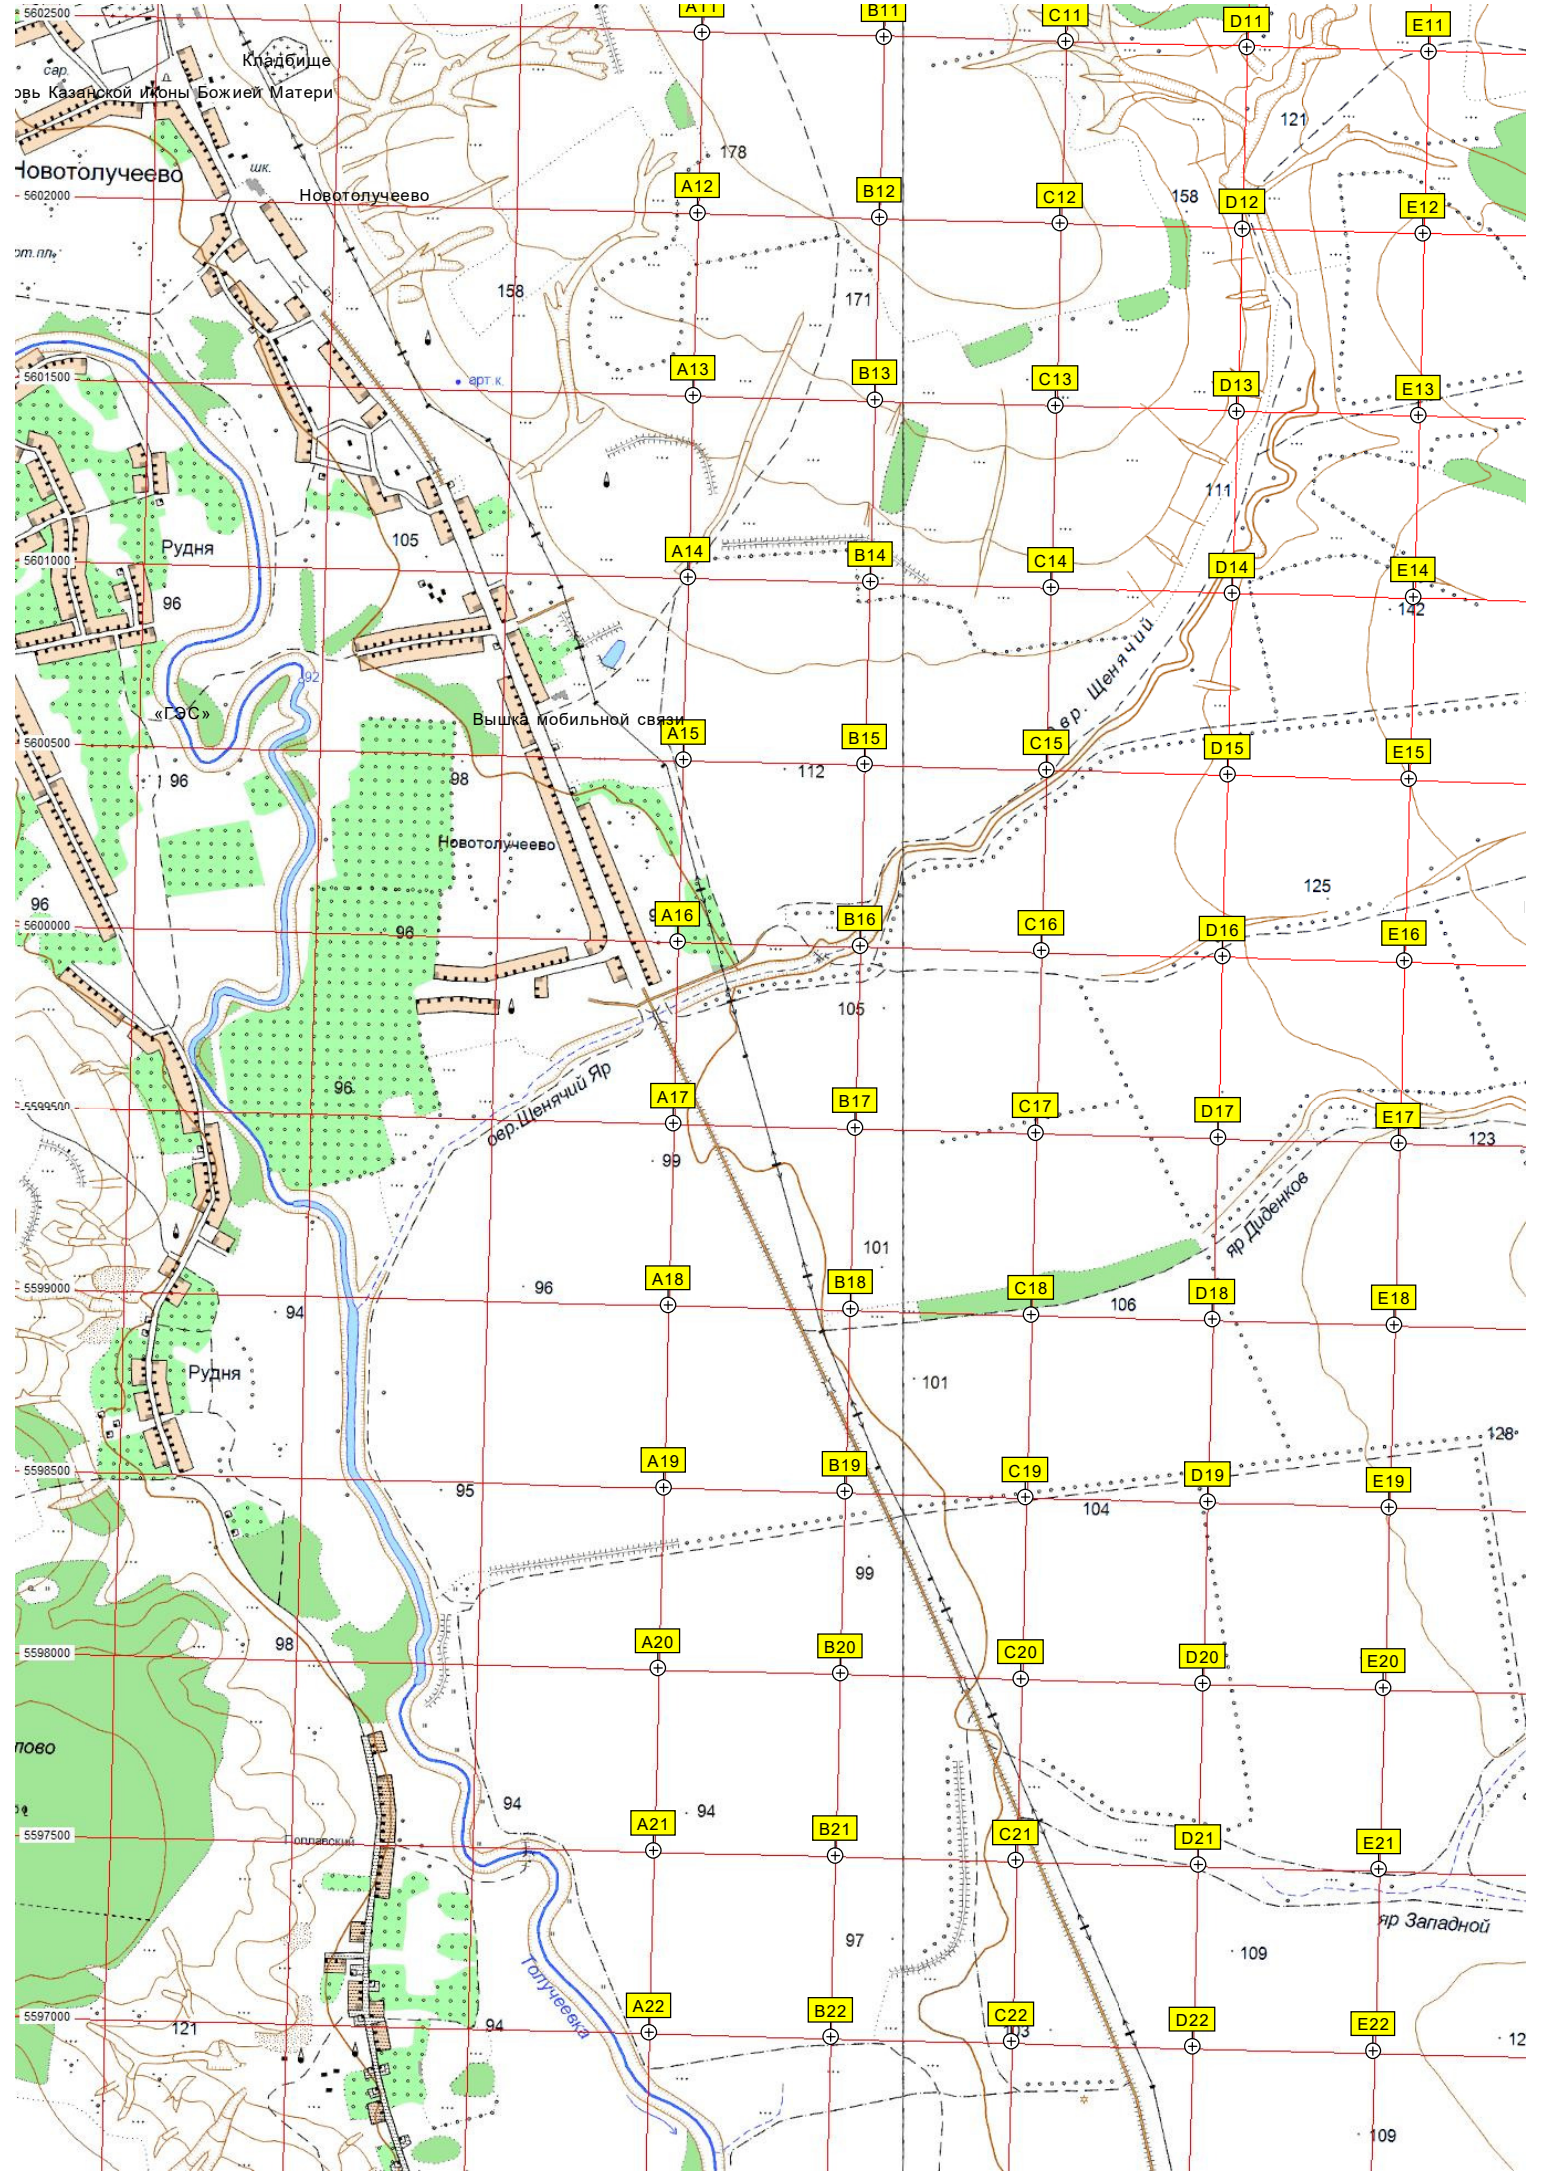 5602500
A11
B11
C11
D11
E11
Кладбище
сар.
овь Казанской иконы Божией Матери
121
178
шк.
Новотолучеево
Новотолучеево
A12
B12
C12
158
D12
E12
5602000
158
171
5601500
арт.к.
A13
B13
C13
D13
E13
111
105
Рудня
A14
B14
C14
D14
E14
5601000
96
142
92
овр. Щенячий
«ГЭС»
Вышка мобильной связи
5600500
A15
B15
C15
D15
E15
96
98
112
Новотолучеево
125
96
96
A16
B16
C16
D16
E16
5600000
105
96
овр.Щенячий Яр
5599500
A17
B17
C17
D17
E17
123
99
яр Диденков
101
96
5599000
94
A18
B18
C18
106
D18
E18
Рудня
101
128
5598500
95
A19
B19
C19
104
D19
E19
99
98
5598000
A20
B20
C20
D20
E20
лово
94
94
5597500
A21
B21
C21
D21
E21
яр Западной
97
109
Толучеевка
5597000
121
94
A22
B22
C22
103
D22
E22
12
109